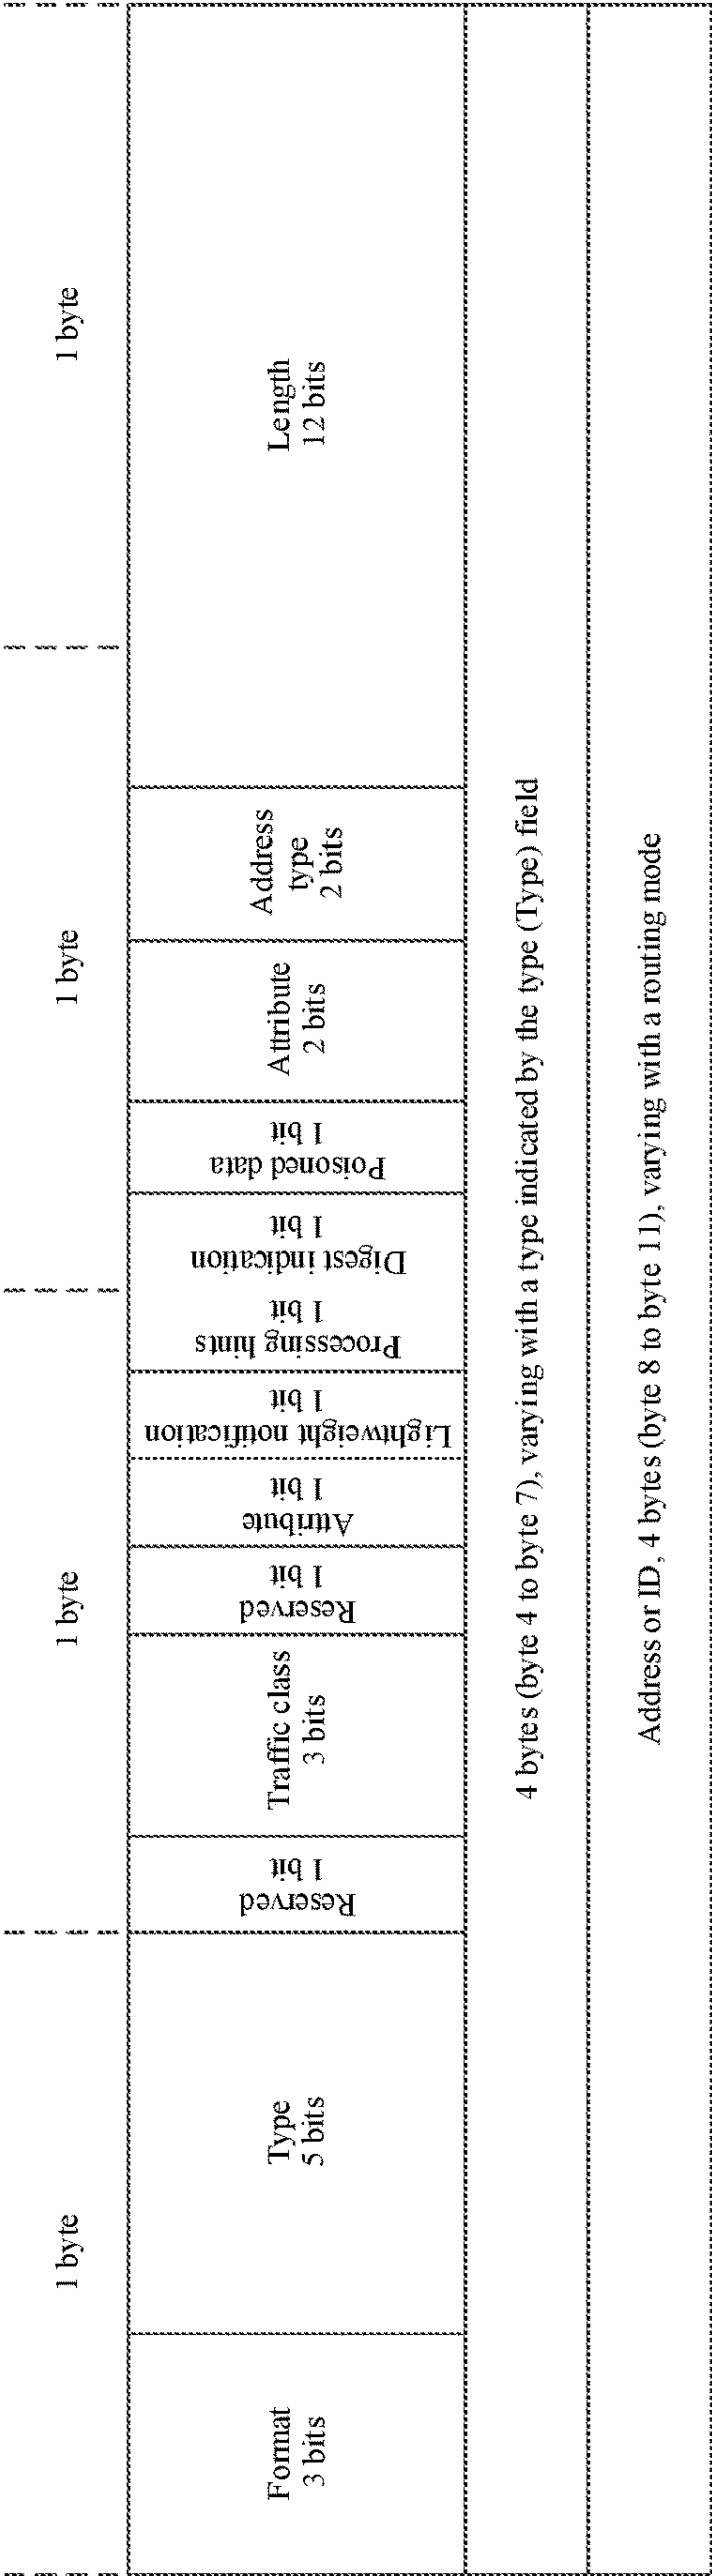 1 byte
1 byte
1 byte
1 byte
Format
3 bits
Type
5 bits
Reserved
1 bit
Traffic class
3 bits
Reserved
1 bit
Attribute
1 bit
Lightweight notification
1 bit
Processing hints
1 bit
Digest indication
1 bit
Poisoned data
1 bit
Attribute
2 bits
Address
type
2 bits
Length
12 bits
4 bytes (byte 4 to byte 7), varying with a type indicated by the type (Type) field
Address or ID, 4 bytes (byte 8 to byte 11), varying with a routing mode